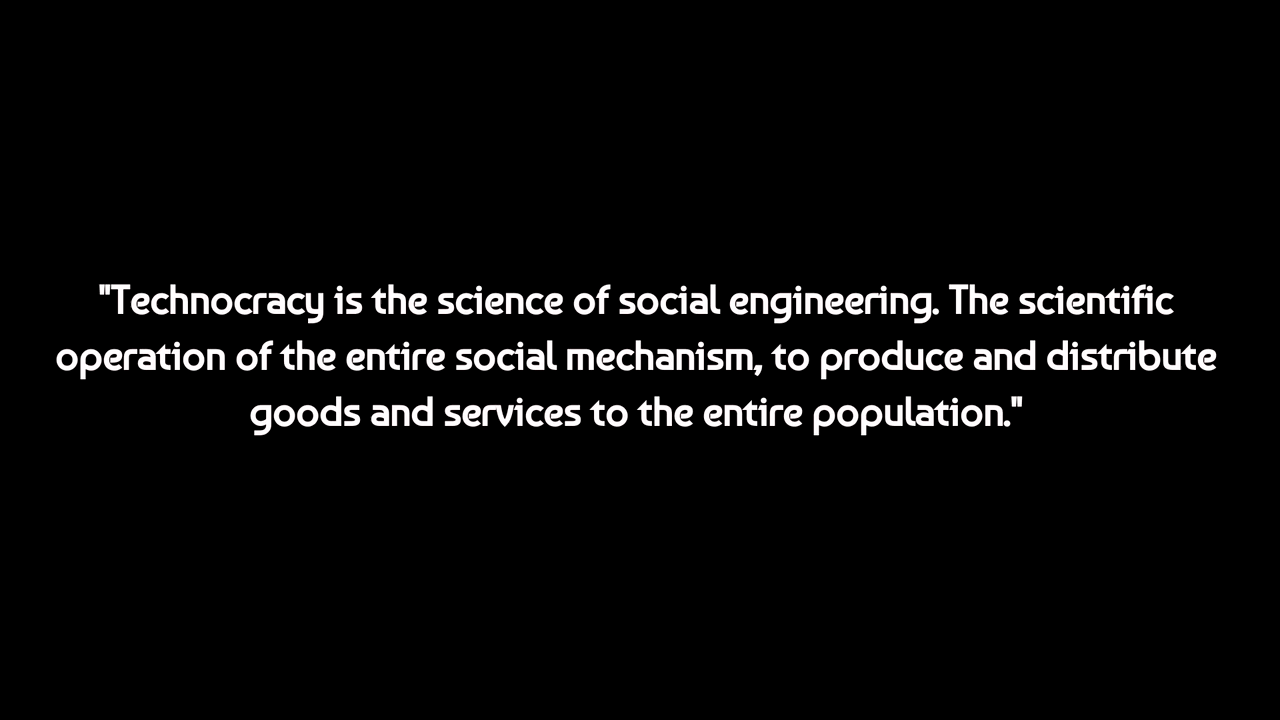 "Technocracy is the science of social engineering. The scientific
operation of the entire social mechanism, to produce and distribute
goods and services to the entire population."